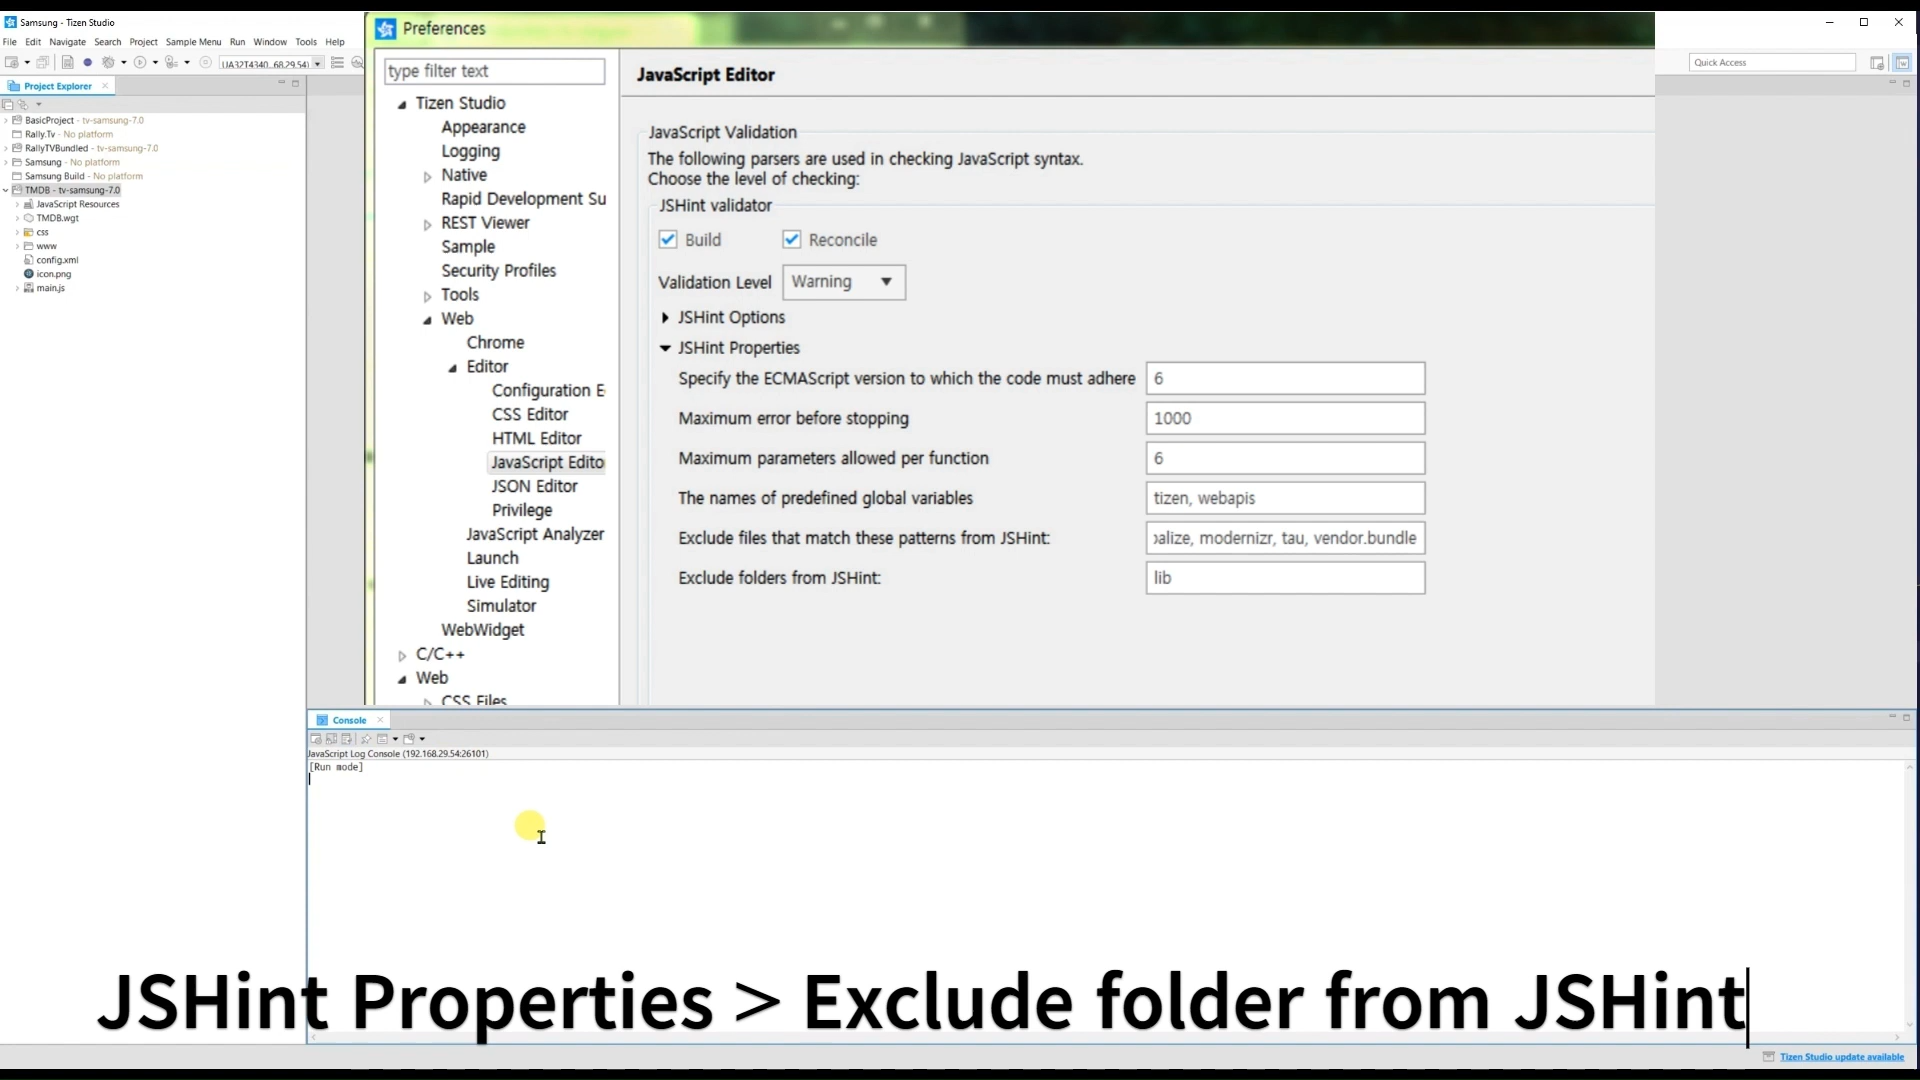 Samsung - Tizen Studio
File Edit Navigate Search Project Sample Menu Run Window Tools Help
UA32T4340...68.29.54)
Quick Access
Project Explorer
BasicProject - tv-samsung-7.0
Rally.Tv - No platform
RallyTVBundled - tv-samsung-7.0
Samsung - No platform
Samsung Build - No platform
TMDB - tv-samsung-7.0
JavaScript Resources
TMDB.wgt
css
www
config.xml
icon.png
main.js
Preferences
type filter text
Tizen Studio
Appearance
Logging
Native
Rapid Development Su
REST Viewer
Sample
Security Profiles
Tools
Web
Chrome
Editor
Configuration E
CSS Editor
HTML Editor
JavaScript Edito
JSON Editor
Privilege
JavaScript Analyzer
Launch
Live Editing
Simulator
WebWidget
C/C++
Web
CSS Files
JavaScript Editor
JavaScript Validation
The following parsers are used in checking JavaScript syntax.
Choose the level of checking:
JSHint validator
Build Reconcile
Validation Level Warning
JSHint Options
JSHint Properties
Specify the ECMAScript version to which the code must adhere 6
Maximum error before stopping 1000
Maximum parameters allowed per function 6
The names of predefined global variables tizen, webapis
Exclude files that match these patterns from JSHint: balize, modernizr, tau, vendor.bundle
Exclude folders from JSHint: lib
Console
JavaScript Log Console (192.168.29.54:26101)
[Run mode]
JSHint Properties > Exclude folder from JSHint
Tizen Studio update available